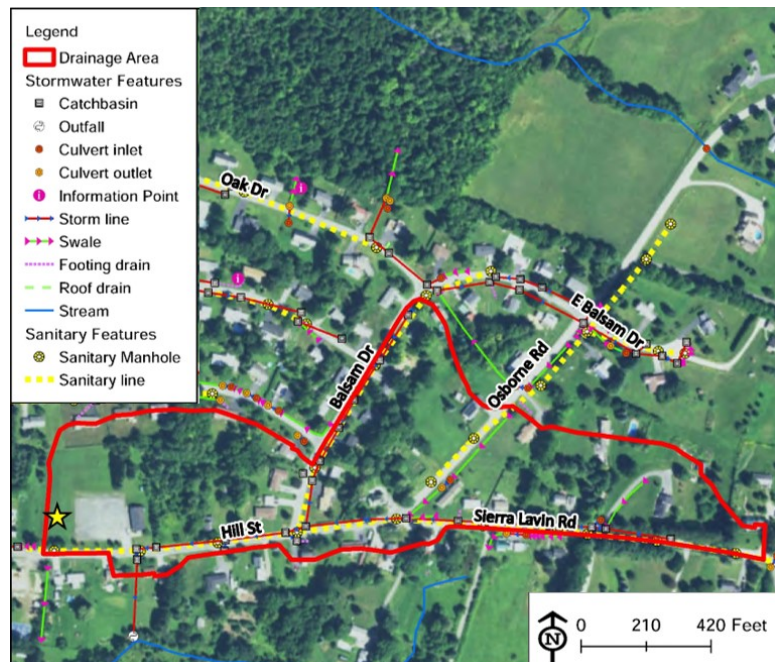 Legend
Drainage Area
Stormwater Features
Catchbasin
Outfall
Culvert inlet
Culvert outlet
i Information Point
Storm line
Swale
Footing drain
Roof drain
Stream
Sanitary Features
Sanitary Manhole
Sanitary line
Oak Dr
i
i
Balsam Dr
E Balsam Dr
Osborne Rd
Hill St
Sierra Lavin Rd
N
0 210 420 Feet